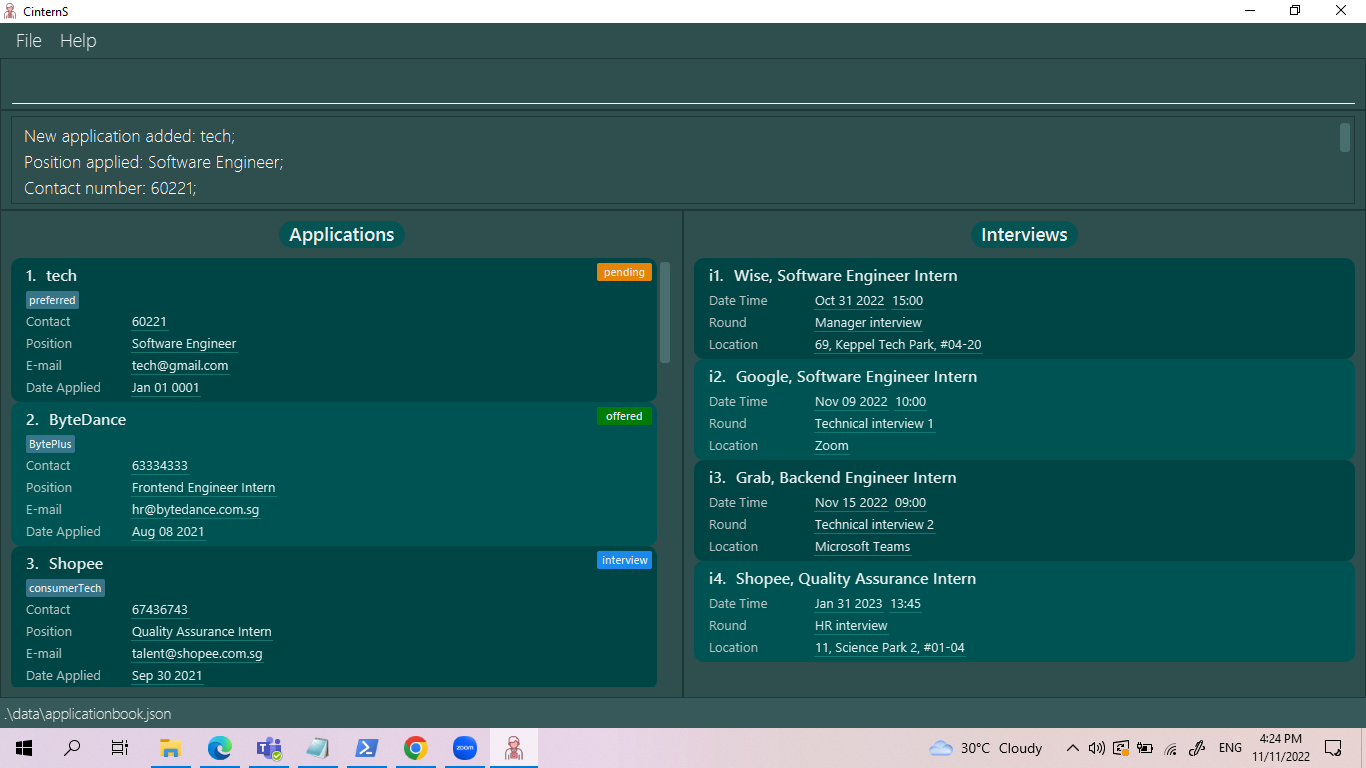 CinternS
File Help
New application added: tech;
Position applied: Software Engineer;
Contact number: 60221;
Applications
1. tech
pending
preferred
Contact 60221
Position Software Engineer
E-mail tech@gmail.com
Date Applied Jan 01 0001
2. ByteDance
offered
BytePlus
Contact 63334333
Position Frontend Engineer Intern
E-mail hr@bytedance.com.sg
Date Applied Aug 08 2021
3. Shopee
interview
consumerTech
Contact 67436743
Position Quality Assurance Intern
E-mail talent@shopee.com.sg
Date Applied Sep 30 2021
Interviews
i1. Wise, Software Engineer Intern
Date Time Oct 31 2022 15:00
Round Manager interview
Location 69, Keppel Tech Park, #04-20
i2. Google, Software Engineer Intern
Date Time Nov 09 2022 10:00
Round Technical interview 1
Location Zoom
i3. Grab, Backend Engineer Intern
Date Time Nov 15 2022 09:00
Round Technical interview 2
Location Microsoft Teams
i4. Shopee, Quality Assurance Intern
Date Time Jan 31 2023 13:45
Round HR interview
Location 11, Science Park 2, #01-04
.\data\applicationbook.json
zoom
30°C Cloudy
ENG
4:24 PM
11/11/2022